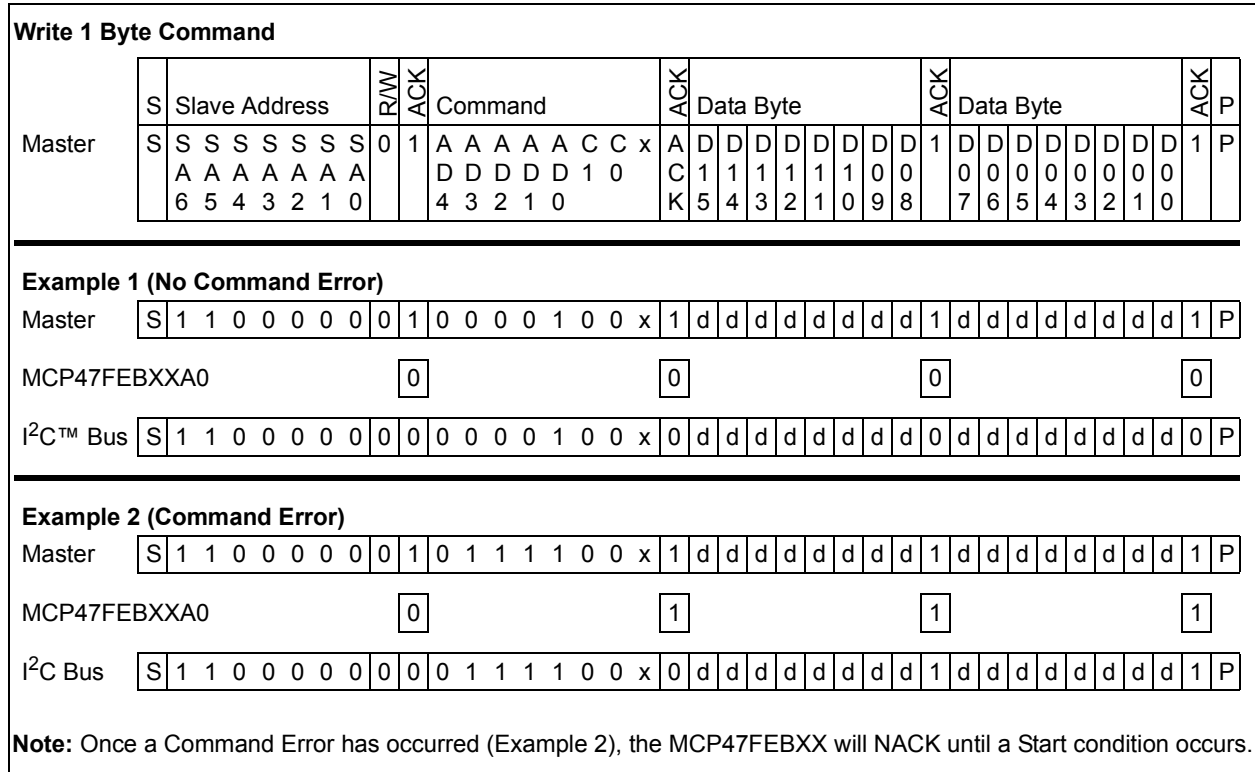 Write 1 Byte Command
S Slave Address R/W ACK Command ACK Data Byte ACK Data Byte ACK P
Master S S S S S S S S 0 1 A A A A A C C x A D D D D D D D D 1 D D D D D D D D 1 P
A A A A A A A D D D D D 1 0 C 1 1 1 1 1 1 0 0 0 0 0 0 0 0 0 0
6 5 4 3 2 1 0 4 3 2 1 0 K 5 4 3 2 1 0 9 8 7 6 5 4 3 2 1 0
Example 1 (No Command Error)
Master S 1 1 0 0 0 0 0 0 1 0 0 0 0 1 0 0 x 1 d d d d d d d d 1 d d d d d d d d 1 P
MCP47FEBXXA0 0 0 0 0
I2C™ Bus S 1 1 0 0 0 0 0 0 0 0 0 0 0 1 0 0 x 0 d d d d d d d d 0 d d d d d d d d 0 P
Example 2 (Command Error)
Master S 1 1 0 0 0 0 0 0 1 0 1 1 1 1 0 0 x 1 d d d d d d d d 1 d d d d d d d d 1 P
MCP47FEBXXA0 0 1 1 1
I2C Bus S 1 1 0 0 0 0 0 0 0 0 1 1 1 1 0 0 x 0 d d d d d d d d 1 d d d d d d d d 1 P
Note: Once a Command Error has occurred (Example 2), the MCP47FEBXX will NACK until a Start condition occurs.